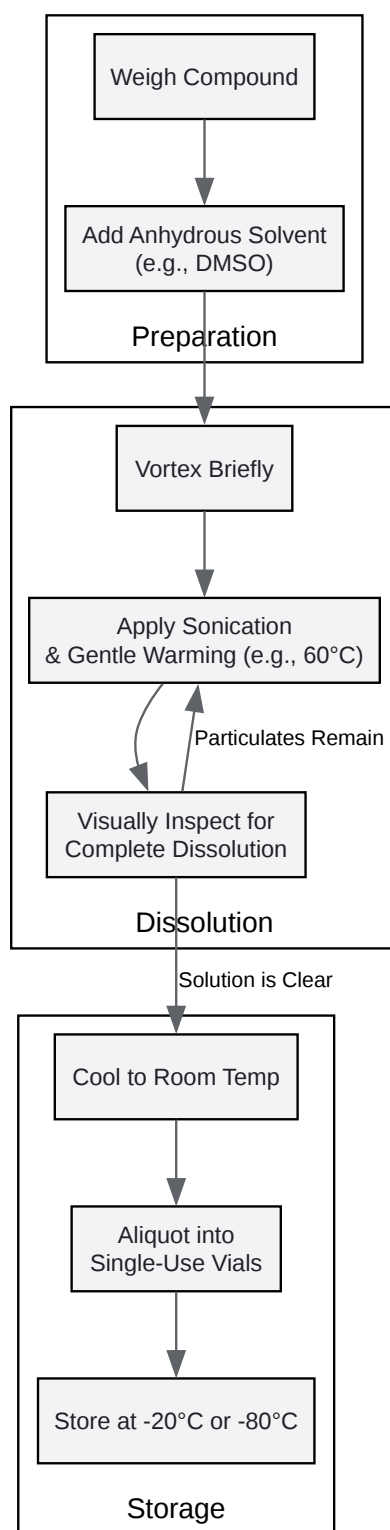 Weigh Compound
Add Anhydrous Solvent
(e.g., DMSO)
Preparation
Vortex Briefly
Apply Sonication
& Gentle Warming (e.g., 60°C)
Particulates Remain
Visually Inspect for
Complete Dissolution
Dissolution
Solution is Clear
Cool to Room Temp
Aliquot into
Single-Use Vials
Store at -20°C or -80°C
Storage